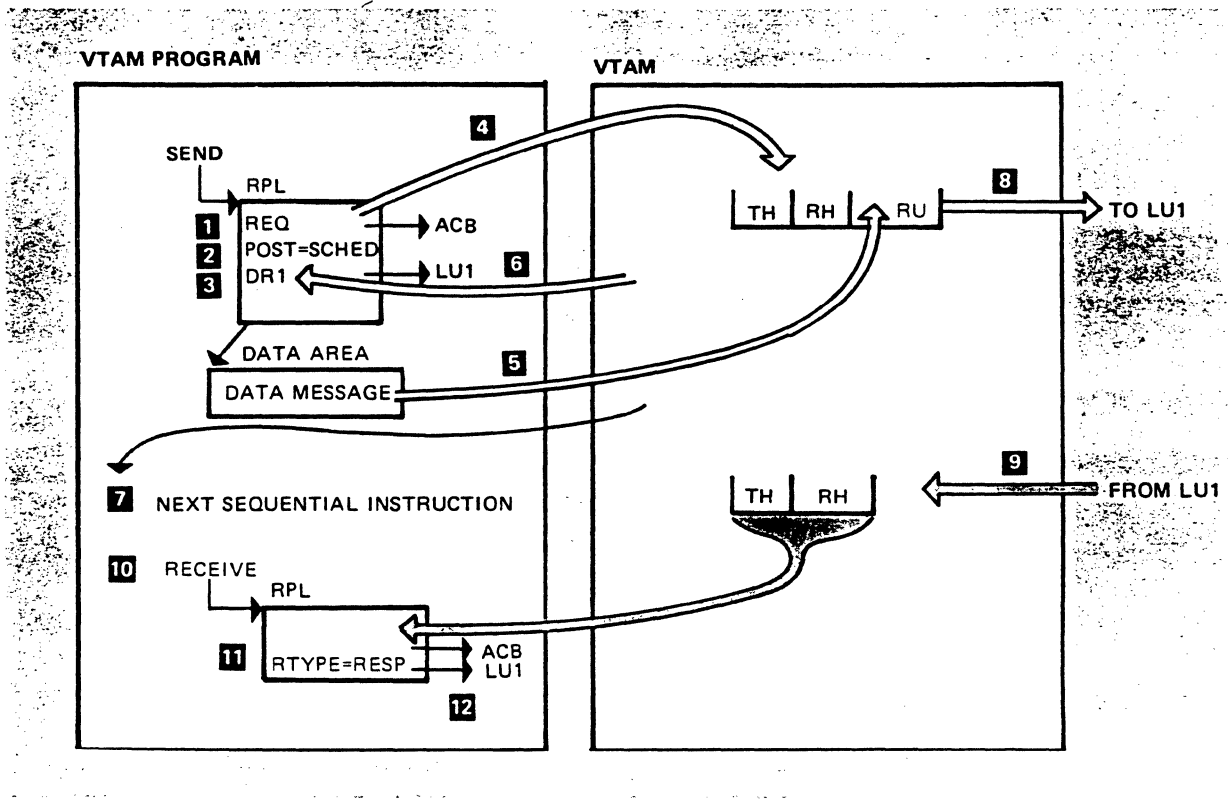 VTAM PROGRAM
VTAM
4
SEND
RPL
8
1 REQ
ACB
TH RH RU
TO LU1
2 POST=SCHED
3 DR1
LU1
6
DATA AREA
5
DATA MESSAGE
7 NEXT SEQUENTIAL INSTRUCTION
9
TH RH
FROM LU1
10 RECEIVE
RPL
11 RTYPE=RESP
ACB
LU1
12